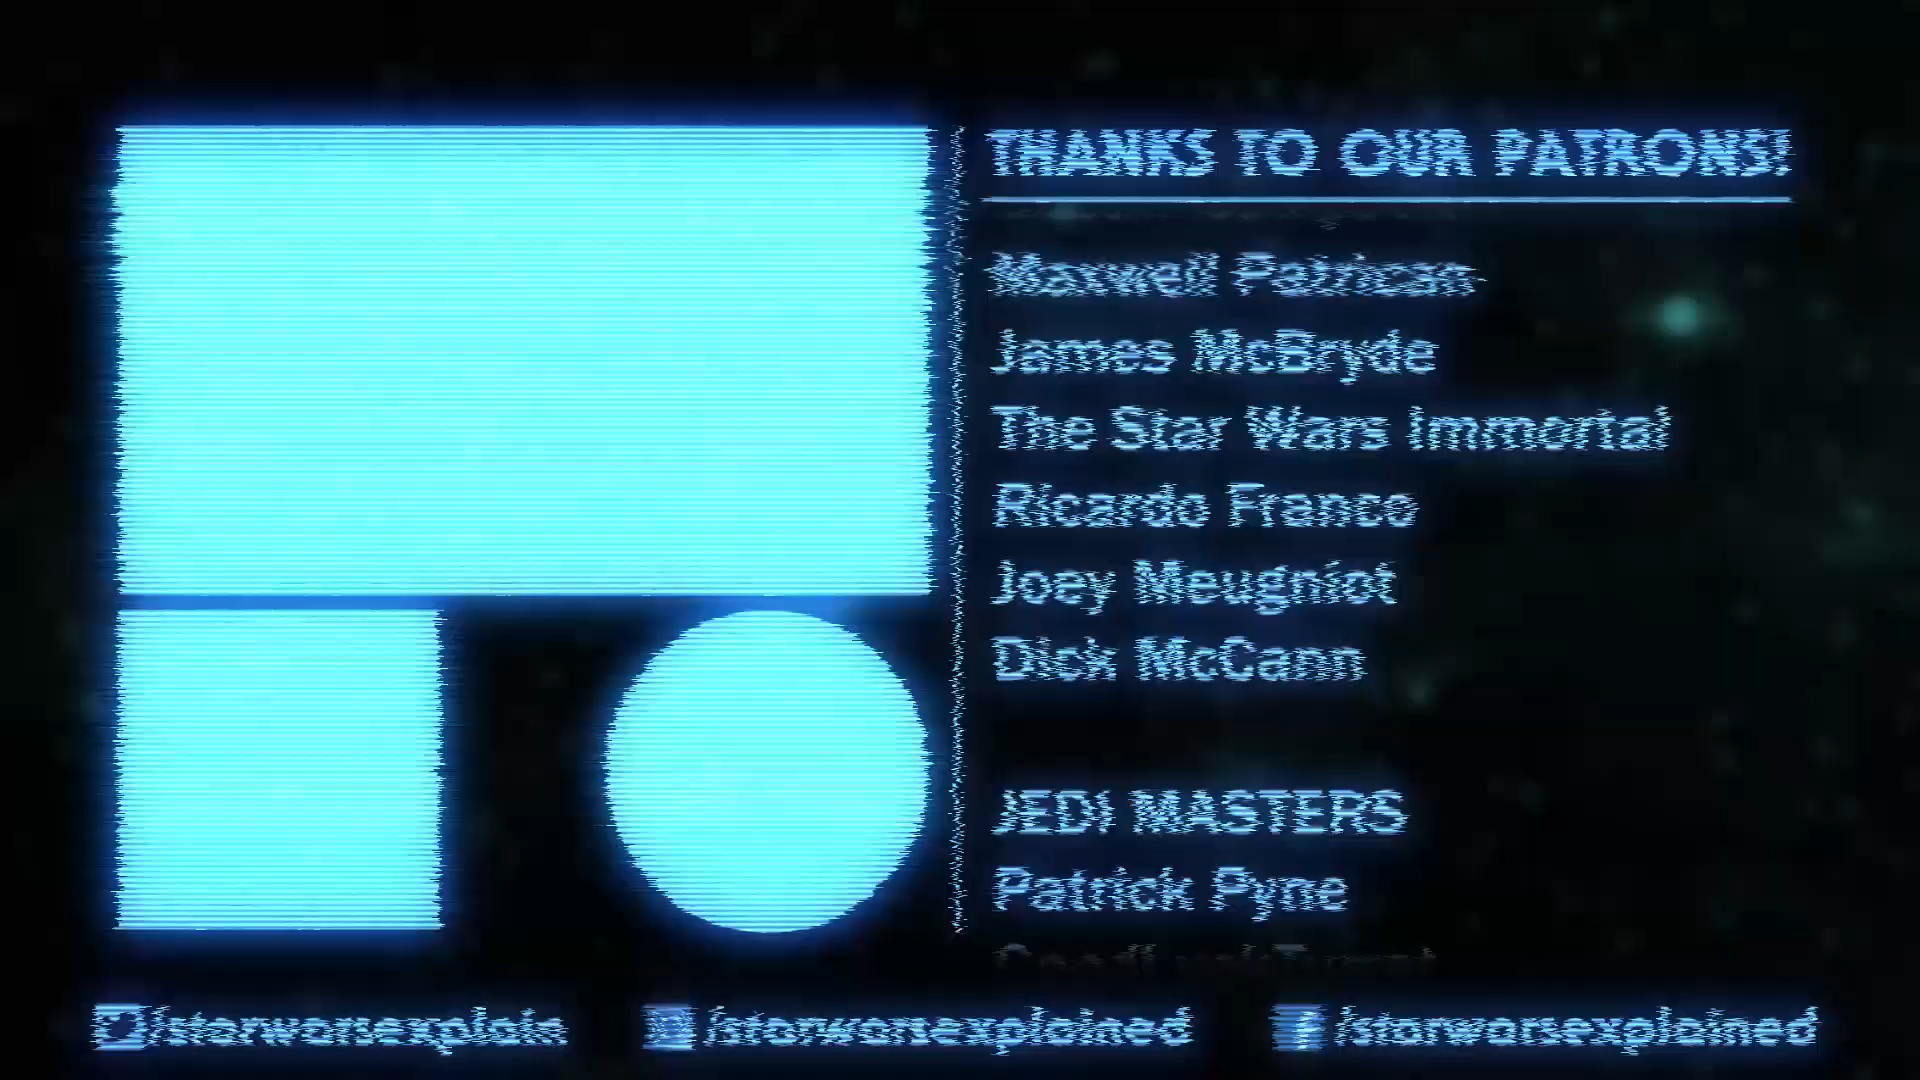 THANKS TO OUR PATRONS!
Maxwell Patrican
James McBryde
The Star Wars Immortal
Ricardo Franco
Joey Meugniot
Dick McCann
JEDI MASTERS
Patrick Pyne
/starwarsexplain
/starwarsexplained
/starwarsexplained